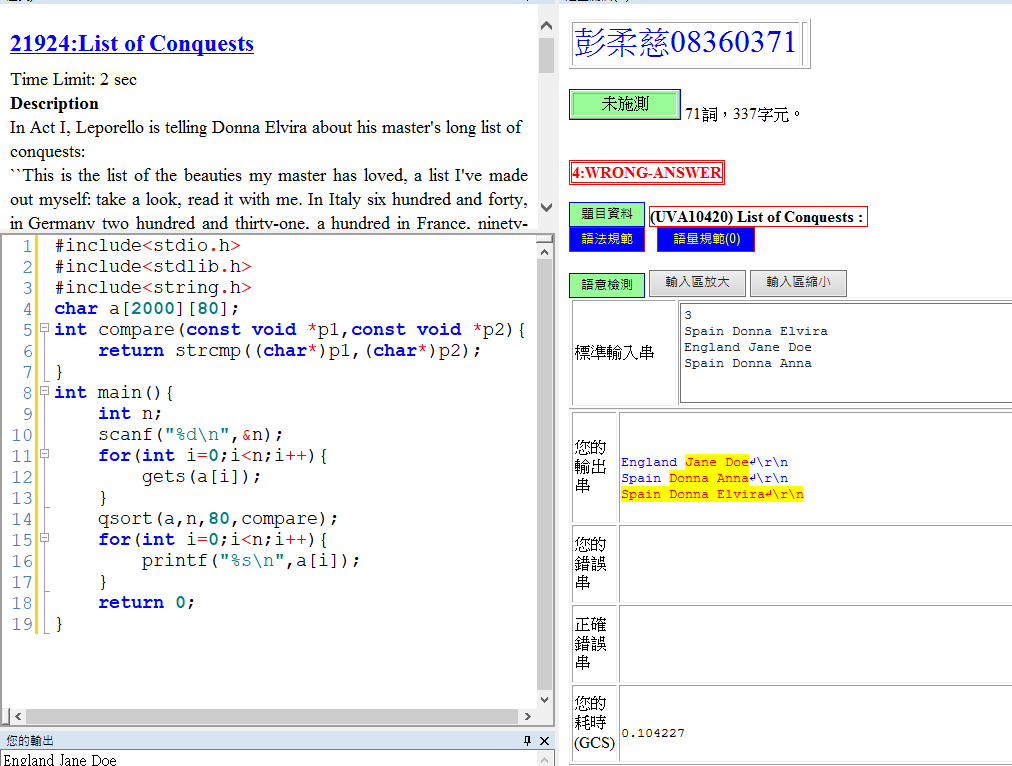 21924:List of Conquests
Time Limit: 2 sec
Description
In Act I, Leporello is telling Donna Elvira about his master's long list of
conquests:
``This is the list of the beauties my master has loved, a list I've made
out myself: take a look, read it with me. In Italy six hundred and forty,
in Germany two hundred and thirty-one, a hundred in France, ninety-
1 #include<stdio.h>
2 #include<stdlib.h>
3 #include<string.h>
4 char a[2000][80];
5 int compare(const void *p1,const void *p2){
6 return strcmp((char*)p1,(char*)p2);
7 }
8 int main(){
9 int n;
10 scanf("%d\n",&n);
11 for(int i=0;i<n;i++){
12 gets(a[i]);
13 }
14 qsort(a,n,80,compare);
15 for(int i=0;i<n;i++){
16 printf("%s\n",a[i]);
17 }
18 return 0;
19 }
您的輸出
England Jane Doe
彭柔慈08360371
未施測 71詞，337字元。
4:WRONG-ANSWER
題目資料 (UVA10420) List of Conquests :
語法規範 語量規範(0)
語意檢測 輸入區放大 輸入區縮小
標準輸入串
3
Spain Donna Elvira
England Jane Doe
Spain Donna Anna
您的
輸出
串
England Jane Doe↲\r\n
Spain Donna Anna↲\r\n
Spain Donna Elvira↲\r\n
您的
錯誤
串
正確
錯誤
串
您的
耗時
(GCS)
0.104227